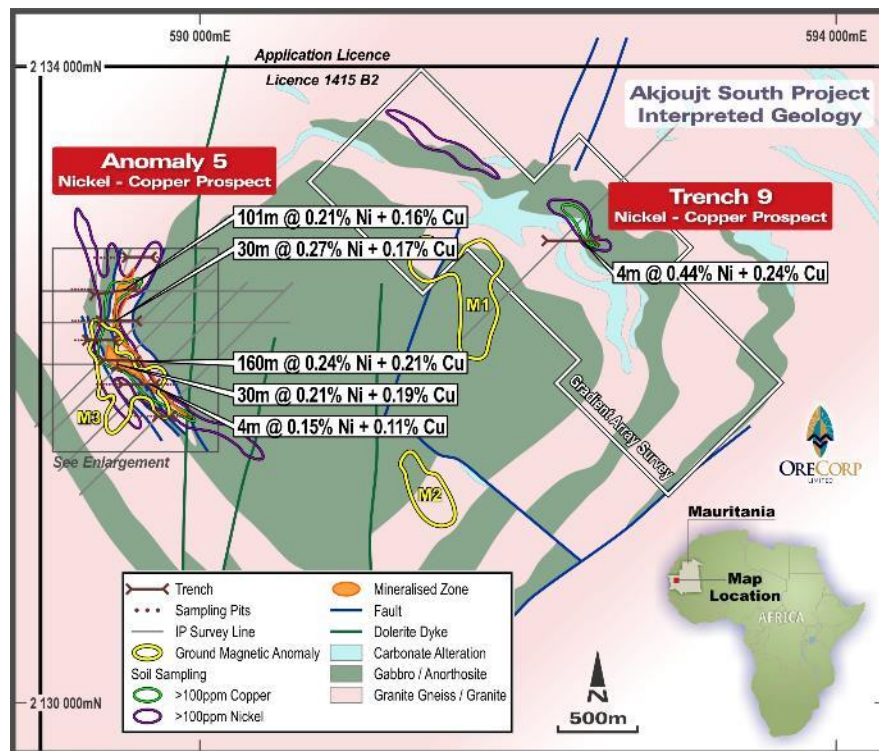 590 000mE
594 000mE
2 134 000mN
Application Licence
Licence 1415 B2
Akjoujt South Project
Interpreted Geology
Anomaly 5
Nickel - Copper Prospect
Trench 9
Nickel - Copper Prospect
101m @ 0.21% Ni + 0.16% Cu
30m @ 0.27% Ni + 0.17% Cu
4m @ 0.44% Ni + 0.24% Cu
M1
160m @ 0.24% Ni + 0.21% Cu
30m @ 0.21% Ni + 0.19% Cu
4m @ 0.15% Ni + 0.11% Cu
M3
Gradient Array Survey
See Enlargement
M2
ORECORP
LIMITED
Mauritania
Map
Location
AFRICA
Trench
Sampling Pits
IP Survey Line
Ground Magnetic Anomaly
Soil Sampling
>100ppm Copper
>100ppm Nickel
Mineralised Zone
Fault
Dolerite Dyke
Carbonate Alteration
Gabbro / Anorthosite
Granite Gneiss / Granite
N
500m
2 130 000mN